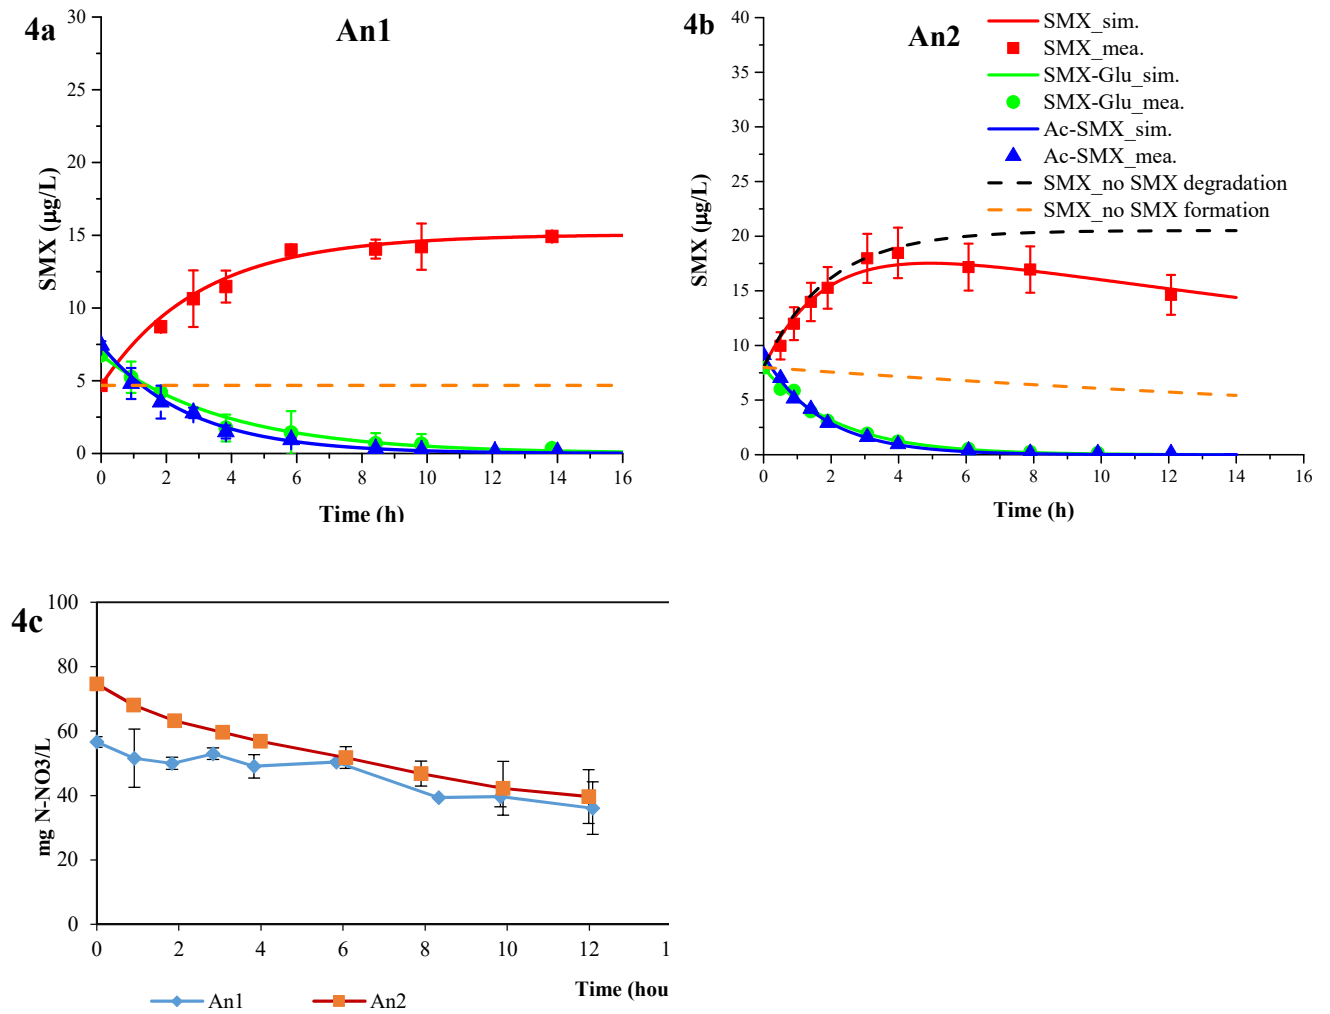 4a
An1
30
25
20
15
10
5
0
SMX (µg/L)
0 2 4 6 8 10 12 14 16
Time (h)
4b
An2
40
35
30
25
20
15
10
5
0
SMX (µg/L)
0 2 4 6 8 10 12 14 16
Time (h)
SMX_sim.
SMX_mea.
SMX-Glu_sim.
SMX-Glu_mea.
Ac-SMX_sim.
Ac-SMX_mea.
SMX_no SMX degradation
SMX_no SMX formation
4c
100
80
60
40
20
0
mg N-NO3/L
0 2 4 6 8 10 12 1
Time (hou
An1 An2